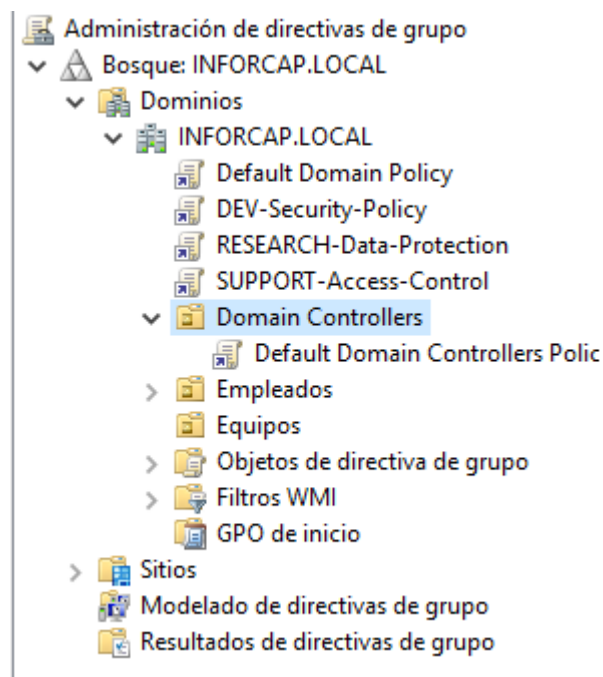 Administración de directivas de grupo
Bosque: INFORCAP.LOCAL
Dominios
INFORCAP.LOCAL
Default Domain Policy
DEV-Security-Policy
RESEARCH-Data-Protection
SUPPORT-Access-Control
Domain Controllers
Default Domain Controllers Polic
Empleados
Equipos
Objetos de directiva de grupo
Filtros WMI
GPO de inicio
Sitios
Modelado de directivas de grupo
Resultados de directivas de grupo